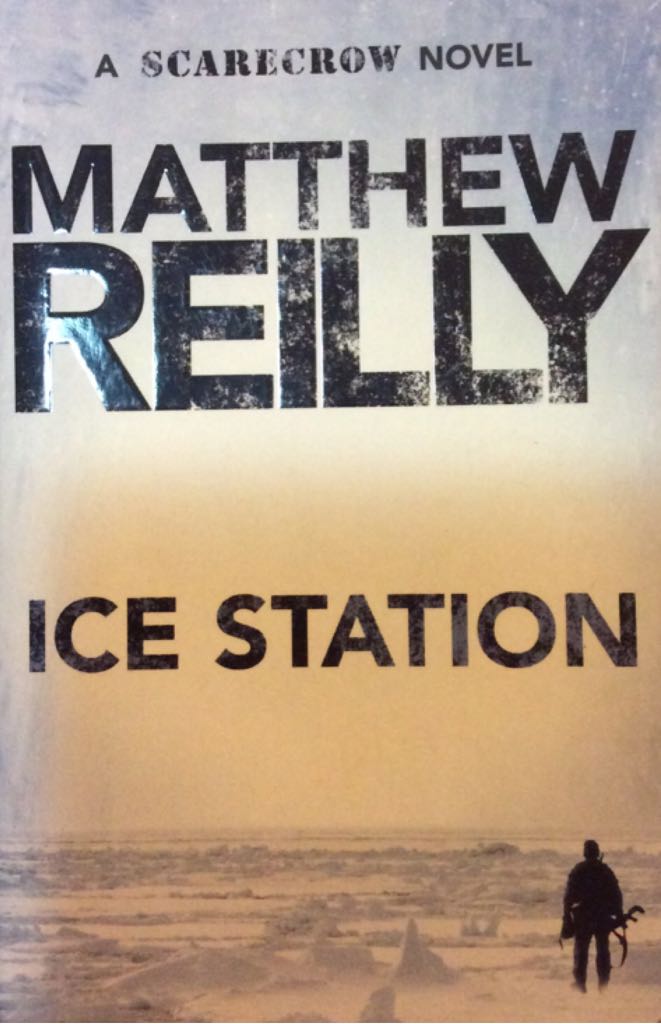 A SCARECROW NOVEL
MATTHEW
REILLY
ICE STATION